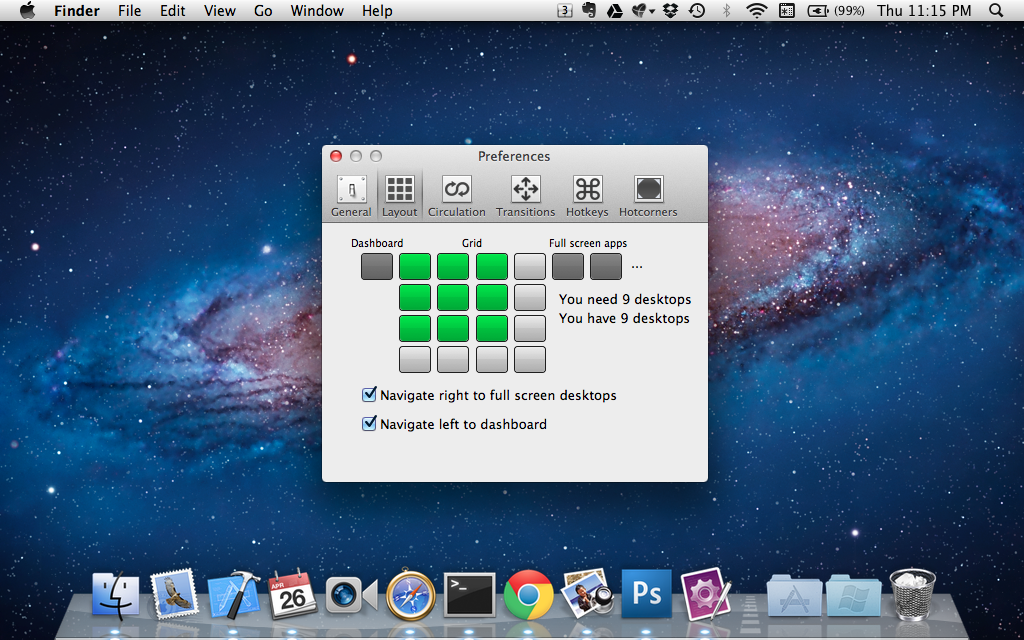 Finder File Edit View Go Window Help 3 (99%) Thu 11:15 PM
Preferences
General Layout Circulation Transitions Hotkeys Hotcorners
Dashboard Grid Full screen apps
...
You need 9 desktops
You have 9 desktops
Navigate right to full screen desktops
Navigate left to dashboard
APR
26
>_
Ps